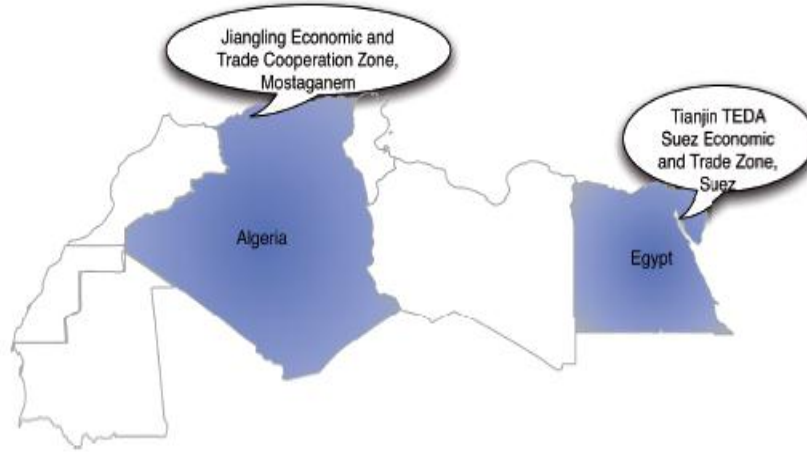 Jiangling Economic and
Trade Cooperation Zone,
Mostaganem
Tianjin TEDA
Suez Economic
and Trade Zone,
Suez
Algeria
Egypt